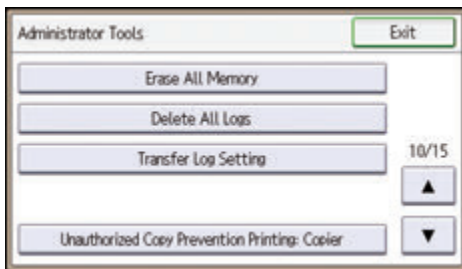 Administrator Tools
Exit
Erase All Memory
Delete All Logs
Transfer Log Setting
10/15
▲
Unauthorized Copy Prevention Printing: Copier
▼